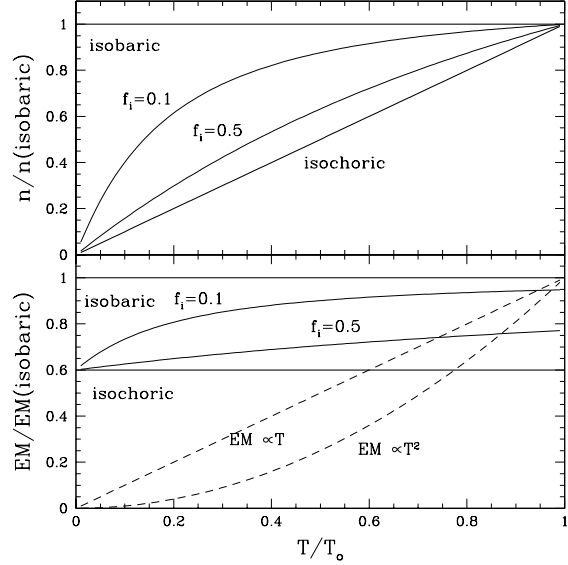 n/n(isobaric)
1
0.8
0.6
0.4
0.2
0
isobaric
f_i=0.1
f_i=0.5
isochoric
EM/EM(isobaric)
1
0.8
0.6
0.4
0.2
0
isobaric
f_i=0.1
f_i=0.5
isochoric
EM ∝T
EM ∝T²
0
0.2
0.4
0.6
0.8
1
T/T_o